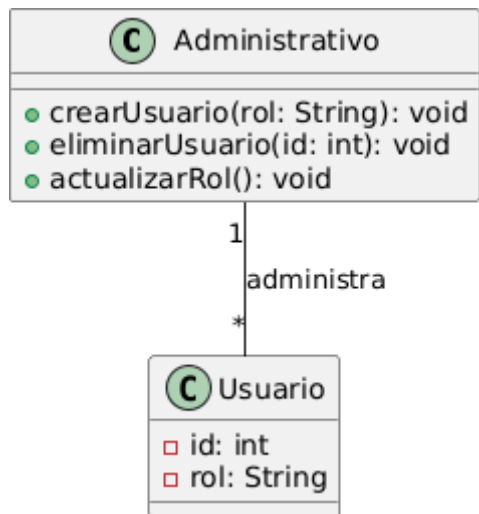 C Administrativo
crearUsuario(rol: String): void
eliminarUsuario(id: int): void
actualizarRol(): void
1
administra
*
C Usuario
id: int
rol: String